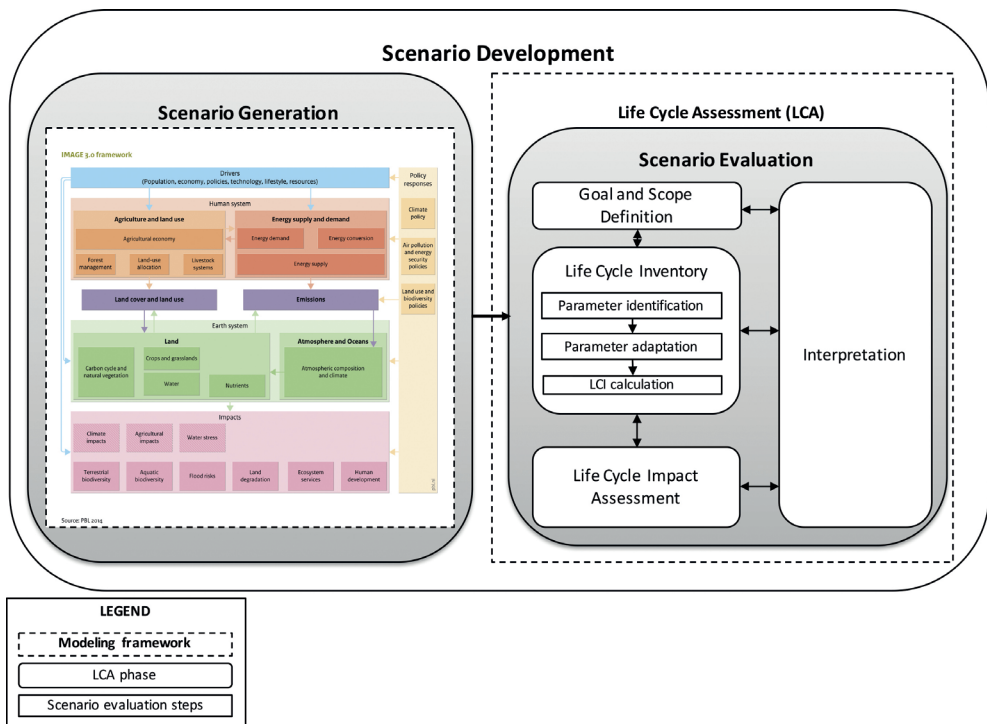 Scenario Development
Scenario Generation
IMAGE 3.0 framework
Drivers
(Population, economy, policies, technology, lifestyle, resources)
Policy
responses
Human system
Agriculture and land use
Agricultural economy
Forest
management
Land-use
allocation
Livestock
systems
Energy supply and demand
Energy demand
Energy conversion
Energy supply
Climate
policy
Air pollution
and energy
security
policies
Land use and
biodiversity
policies
Land cover and land use
Emissions
Earth system
Land
Carbon cycle and
natural vegetation
Crops and grasslands
Water
Nutrients
Atmosphere and Oceans
Atmospheric composition
and climate
Impacts
Climate
impacts
Agricultural
impacts
Water stress
Terrestrial
biodiversity
Aquatic
biodiversity
Flood risks
Land
degradation
Ecosystem
services
Human
development
pbl.nl
Source: PBL 2014
Life Cycle Assessment (LCA)
Scenario Evaluation
Goal and Scope
Definition
Life Cycle Inventory
Parameter identification
Parameter adaptation
LCI calculation
Life Cycle Impact
Assessment
Interpretation
LEGEND
Modeling framework
LCA phase
Scenario evaluation steps